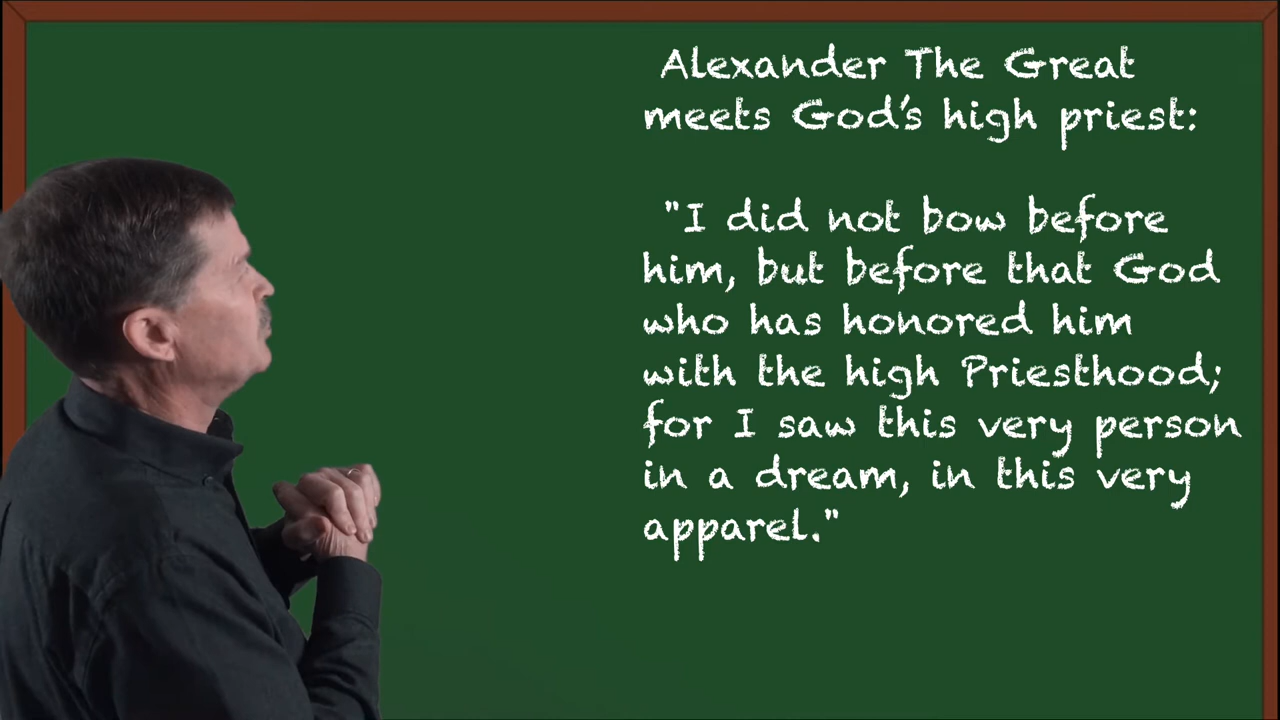 Alexander The Great
meets God's high priest:
"I did not bow before
him, but before that God
who has honored him
with the high Priesthood;
for I saw this very person
in a dream, in this very
apparel."